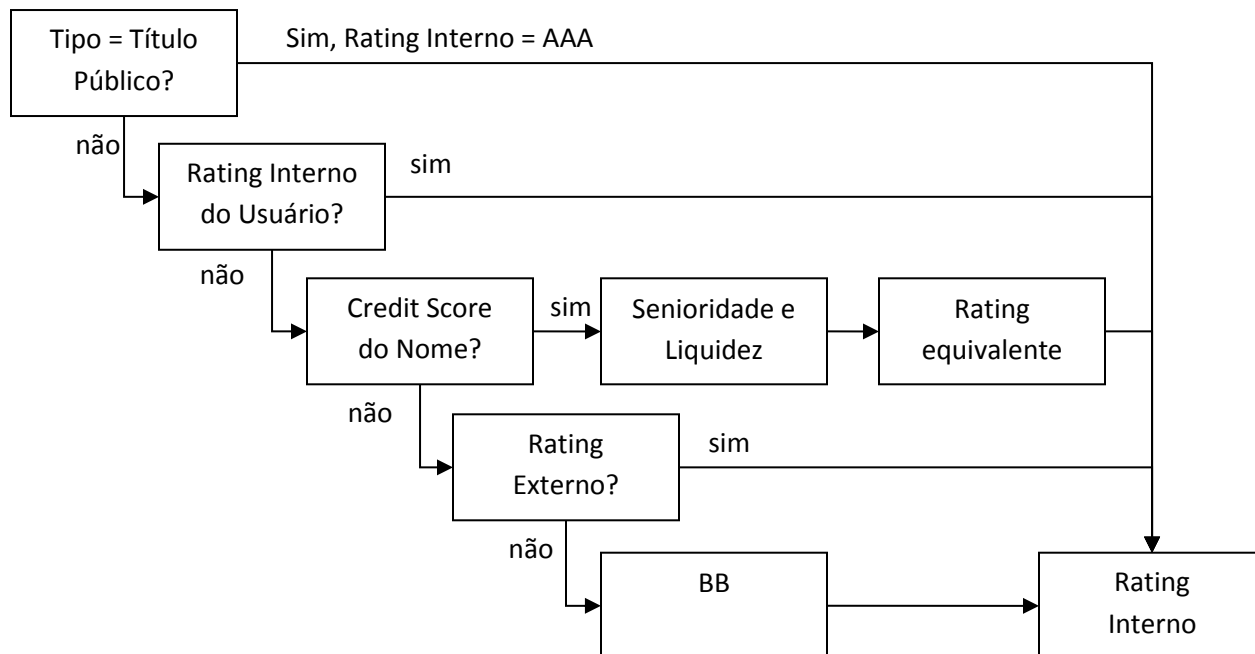 Tipo = Título
Público?
Sim, Rating Interno = AAA
não
Rating Interno
do Usuário?
sim
não
Credit Score
do Nome?
sim
Senioridade e
Liquidez
Rating
equivalente
não
Rating
Externo?
sim
não
BB
Rating
Interno